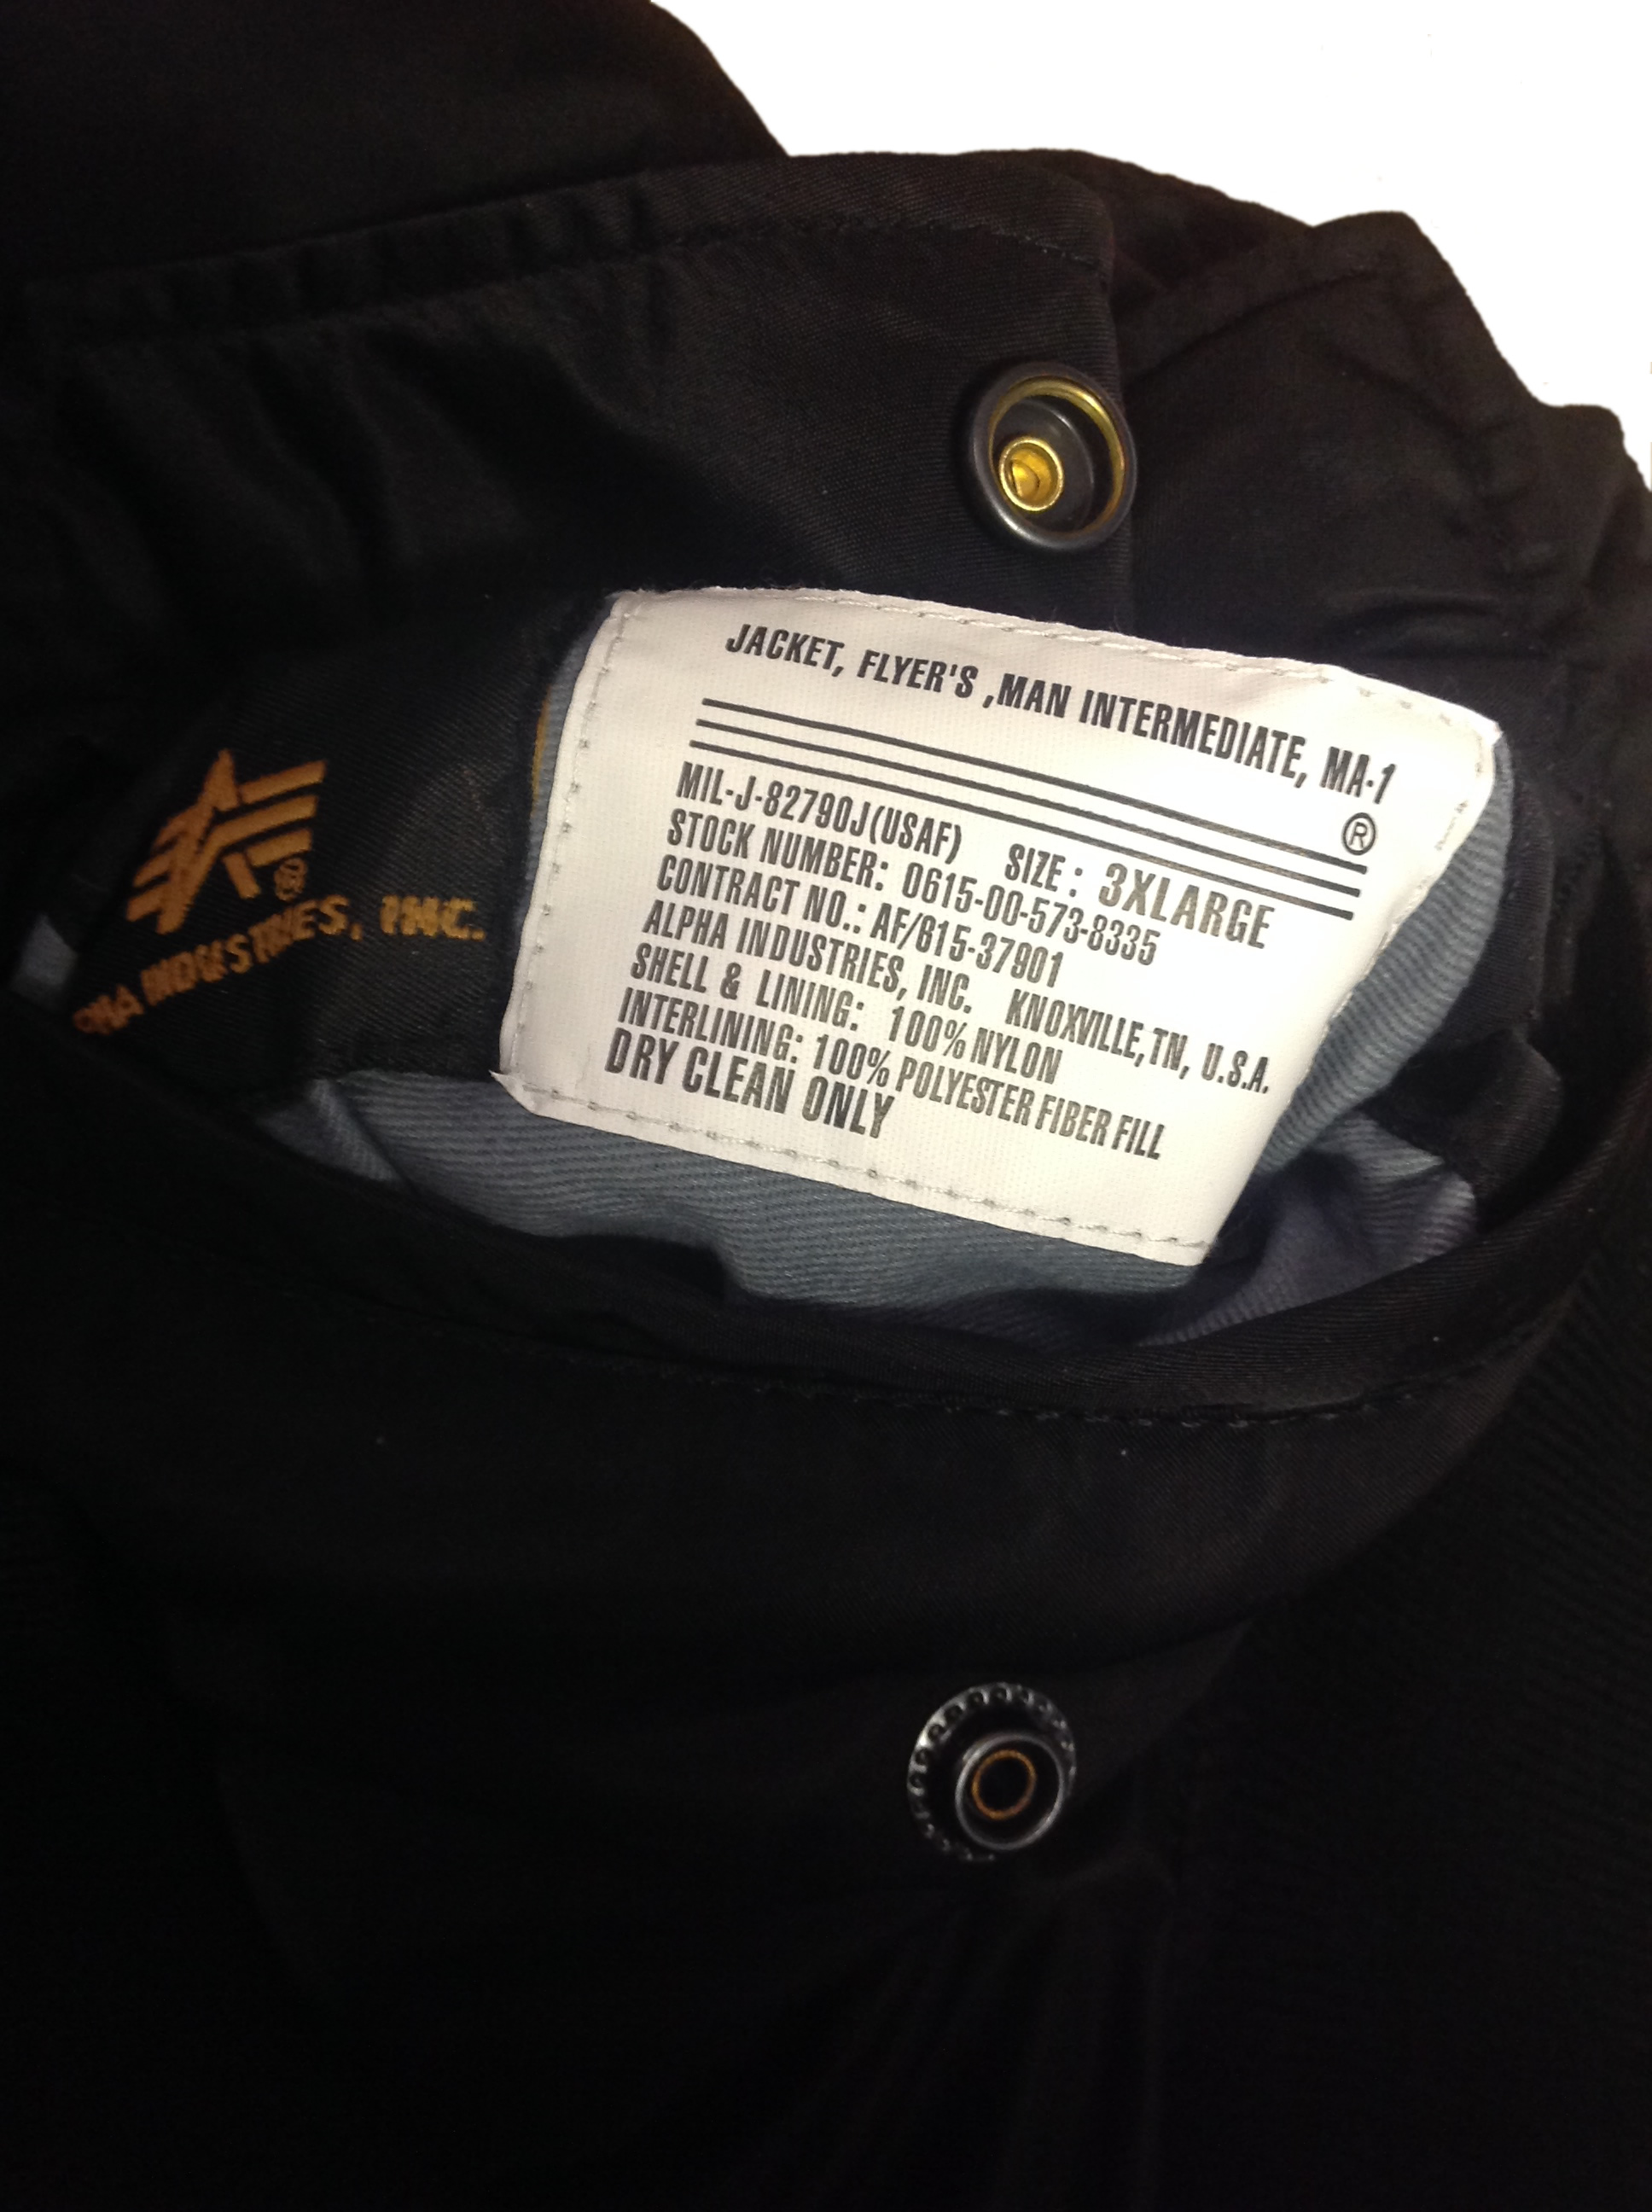 JACKET, FLYER'S ,MAN INTERMEDIATE, MA-1
®
MIL-J-82790J(USAF) SIZE: 3XLARGE
STOCK NUMBER: 0615-00-573-8335
CONTRACT NO.: AF/615-37901
ALPHA INDUSTRIES, INC. KNOXVILLE,TN, U.S.A.
SHELL & LINING: 100% NYLON
INTERLINING: 100% POLYESTER FIBER FILL
DRY CLEAN ONLY
®
INDUSTRIES, INC.